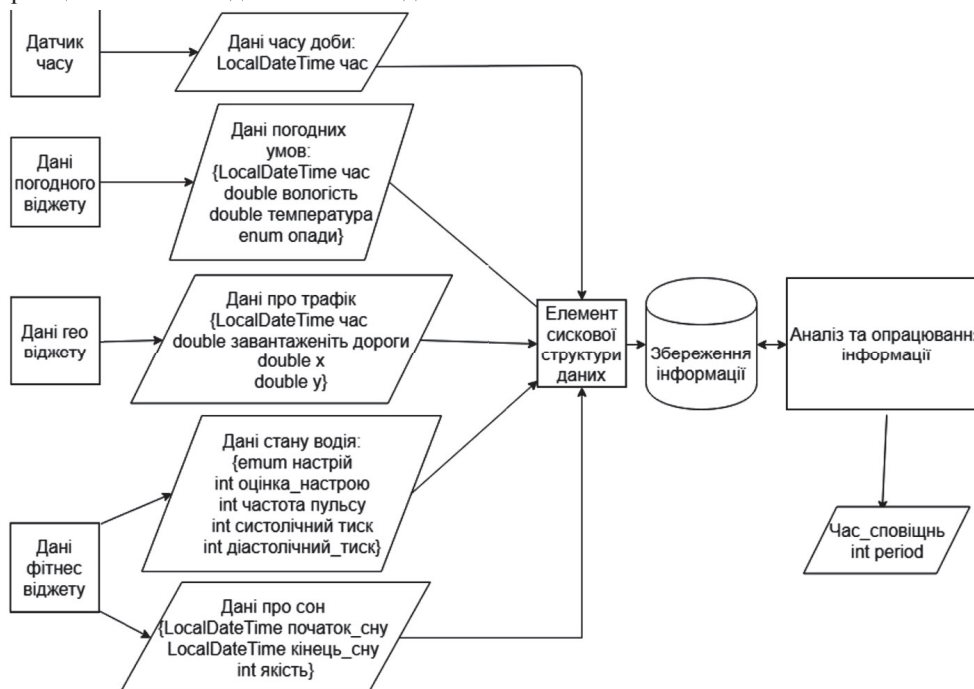 Датчик
часу
Дані часу доби:
LocalDateTime час
Дані
погодного
віджету
Дані погодних
умов:
{LocalDateTime час
double вологість
double температура
enum опади}
Дані гео
віджету
Дані про трафік
{LocalDateTime час
double завантаженіть дороги
double x
double y}
Дані
фітнес
віджету
Дані стану водія:
{emum настрій
int оцінка_настрою
int частота пульсу
int систолічний тиск
int діастолічний_тиск}
Дані про сон
{LocalDateTime початок_сну
LocalDateTime кінець_сну
int якість}
Елемент
сискової
структури
даних
Збереження
інформації
Аналіз та опрацювання
інформації
Час_сповіщнь
int period